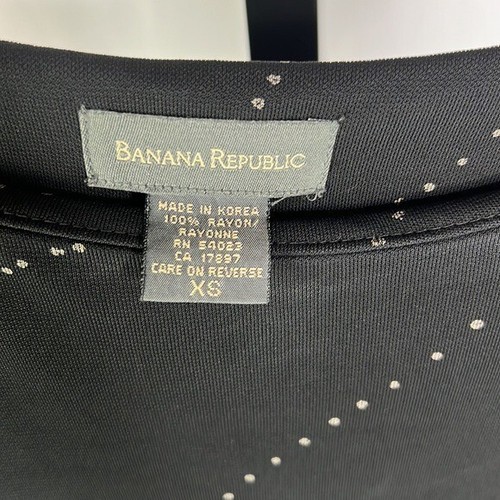 BANANA REPUBLIC
MADE IN KOREA
100% RAYON/
RAYONNE
RN 54023
CA 17897
CARE ON REVERSE
XS